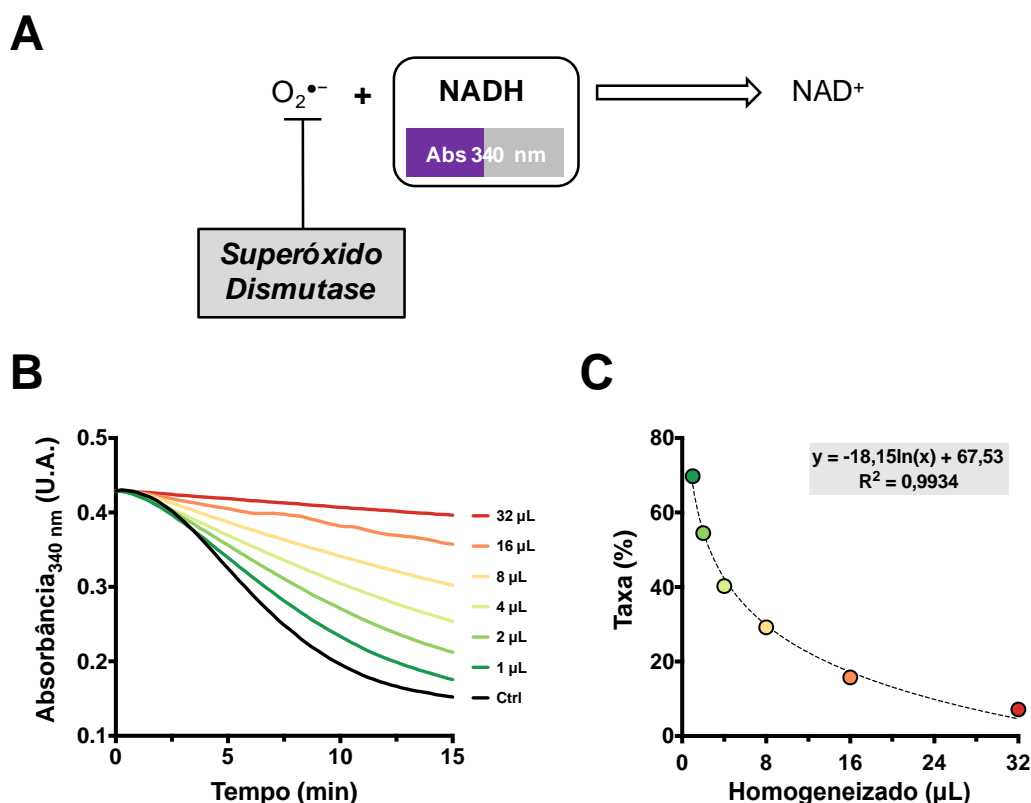 A
O₂•− + NADH NAD⁺
Abs 340 nm
Superóxido
Dismutase
B
C
Absorbância₃₄₀ ₙₘ (U.A.)
0.5
0.4
0.3
0.2
0.1
0
5
10
15
Tempo (min)
32 µL
16 µL
8 µL
4 µL
2 µL
1 µL
Ctrl
Taxa (%)
80
60
40
20
0
y = -18,15ln(x) + 67,53
R² = 0,9934
0
8
16
24
32
Homogeneizado (µL)